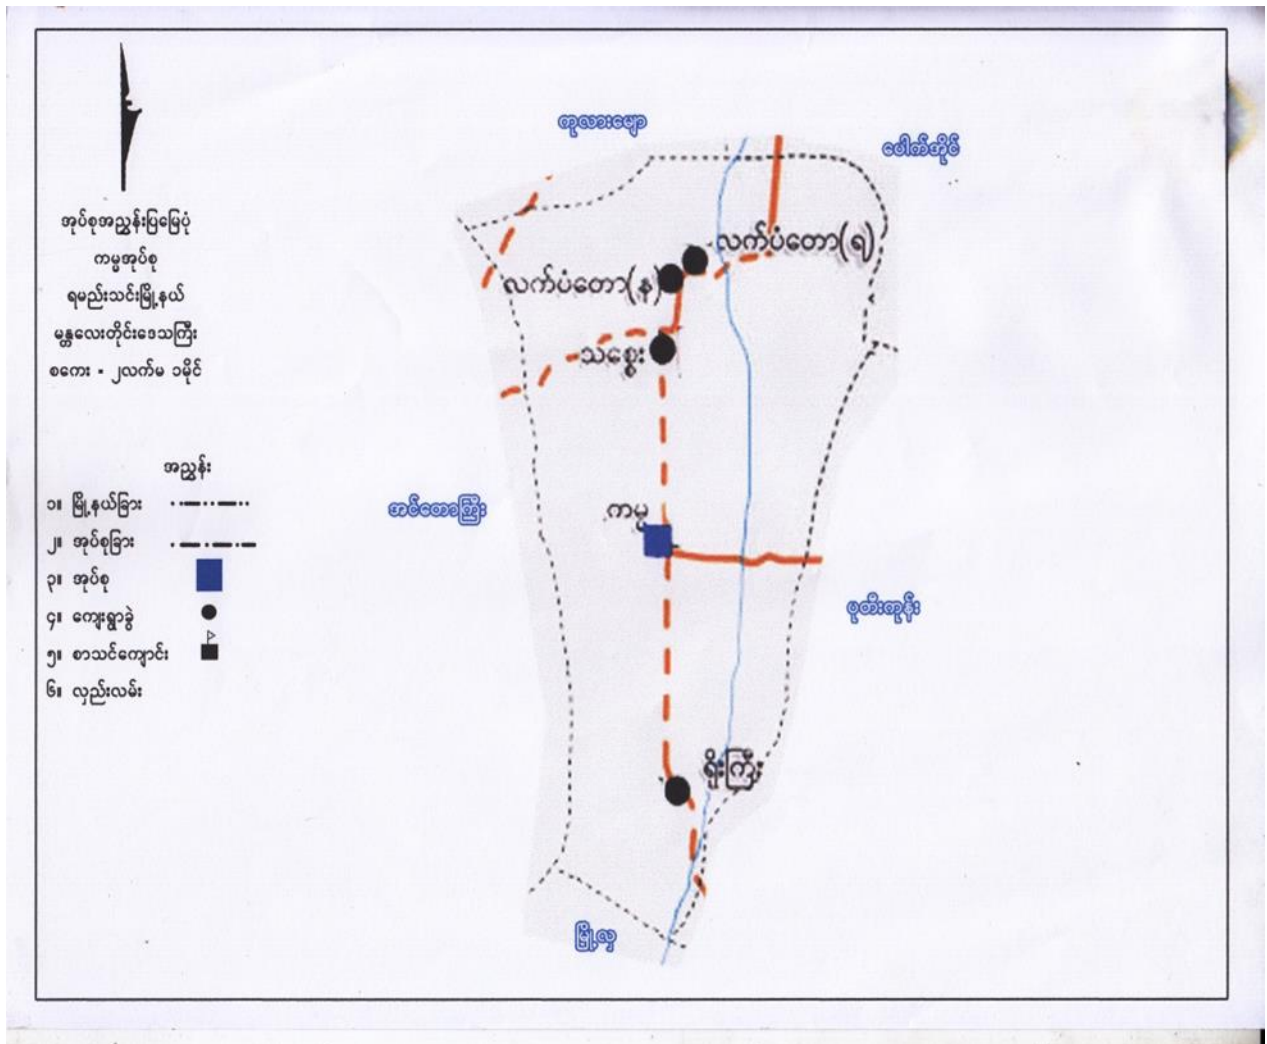 အုပ်စုအညွှန်းပြမြေပုံ
ကမ္မအုပ်စု
ရမည်းသင်းမြို့နယ်
မန္တလေးတိုင်းဒေသကြီး
စကေး - ၂လက်မ ၁မိုင်
အညွှန်း
၁။ မြို့နယ်ခြား
၂။ အုပ်စုခြား
၃။ အုပ်စု
၄။ ကျေးရွာခွဲ
၅။ စာသင်ကျောင်း
၆။ လှည်းလမ်း
ကုလားမျော
ပေါက်အိုင်
လက်ပံတော(ရ)
လက်ပံတော(န)
သစ္စေး
အင်တောကြီး
ကမ္မ
ပုတီးကုန်း
ရိုးကြီး
မြို့လှ